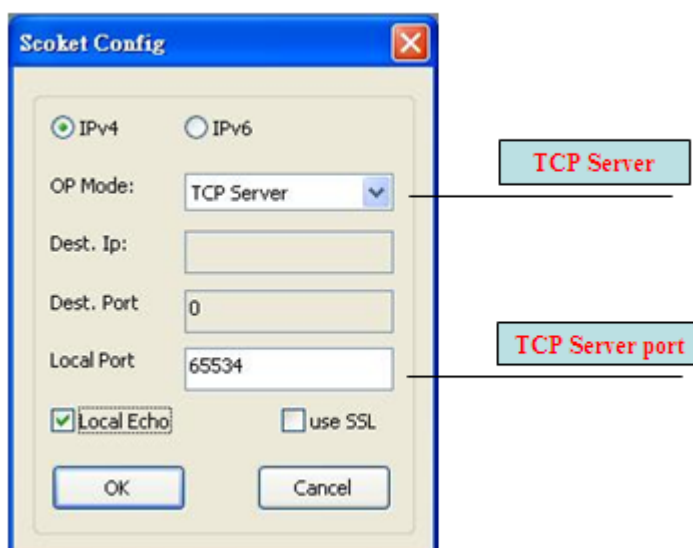 Scoket Config
IPv4 IPv6
OP Mode: TCP Server
TCP Server
Dest. Ip:
Dest. Port 0
Local Port 65534
TCP Server port
Local Echo use SSL
OK Cancel